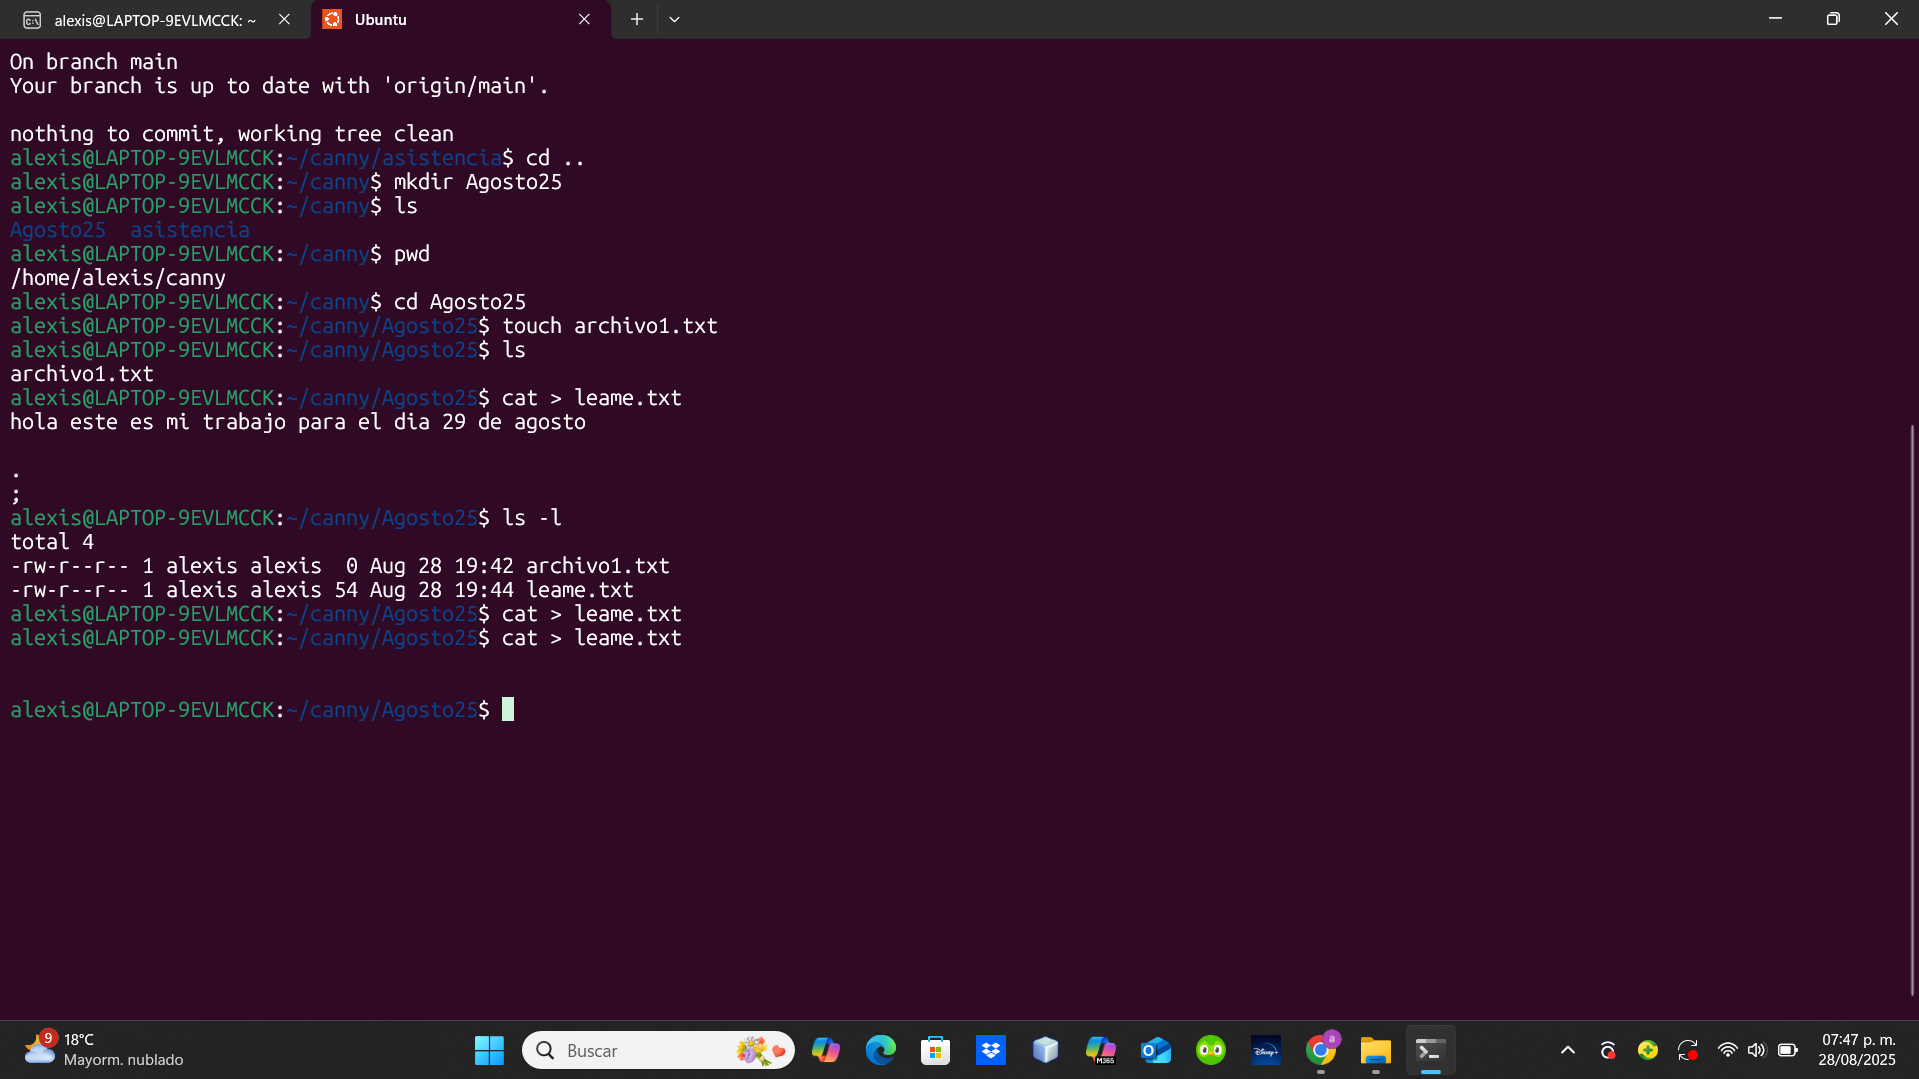 alexis@LAPTOP-9EVLMCCK: ~
Ubuntu
On branch main
Your branch is up to date with 'origin/main'.
nothing to commit, working tree clean
alexis@LAPTOP-9EVLMCCK:~/canny/asistencia$ cd ..
alexis@LAPTOP-9EVLMCCK:~/canny$ mkdir Agosto25
alexis@LAPTOP-9EVLMCCK:~/canny$ ls
Agosto25  asistencia
alexis@LAPTOP-9EVLMCCK:~/canny$ pwd
/home/alexis/canny
alexis@LAPTOP-9EVLMCCK:~/canny$ cd Agosto25
alexis@LAPTOP-9EVLMCCK:~/canny/Agosto25$ touch archivo1.txt
alexis@LAPTOP-9EVLMCCK:~/canny/Agosto25$ ls
archivo1.txt
alexis@LAPTOP-9EVLMCCK:~/canny/Agosto25$ cat > leame.txt
hola este es mi trabajo para el dia 29 de agosto
.
;
alexis@LAPTOP-9EVLMCCK:~/canny/Agosto25$ ls -l
total 4
-rw-r--r-- 1 alexis alexis  0 Aug 28 19:42 archivo1.txt
-rw-r--r-- 1 alexis alexis 54 Aug 28 19:44 leame.txt
alexis@LAPTOP-9EVLMCCK:~/canny/Agosto25$ cat > leame.txt
alexis@LAPTOP-9EVLMCCK:~/canny/Agosto25$ cat > leame.txt
alexis@LAPTOP-9EVLMCCK:~/canny/Agosto25$
9
18°C
Mayorm. nublado
Buscar
M365
Disney+
a
07:47 p. m.
28/08/2025